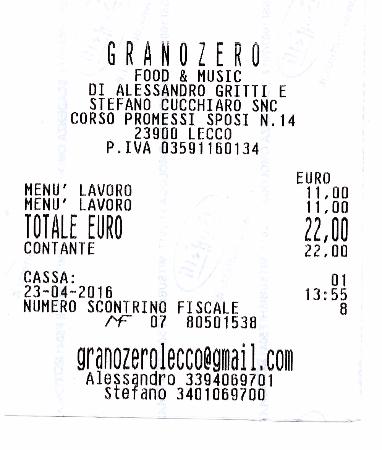 GRANOZERO
FOOD & MUSIC
DI ALESSANDRO GRITTI E
STEFANO CUCCHIARO SNC
CORSO PROMESSI SPOSI N.14
23900 LECCO
P.IVA 03591160134
EURO
MENU' LAVORO 11,00
MENU' LAVORO 11,00
TOTALE EURO 22,00
CONTANTE 22,00
CASSA: 01
23-04-2016 13:55
NUMERO SCONTRINO FISCALE 8
MF 07 80501538
granozerolecco@gmail.com
Alessandro 3394069701
Stefano 3401069700